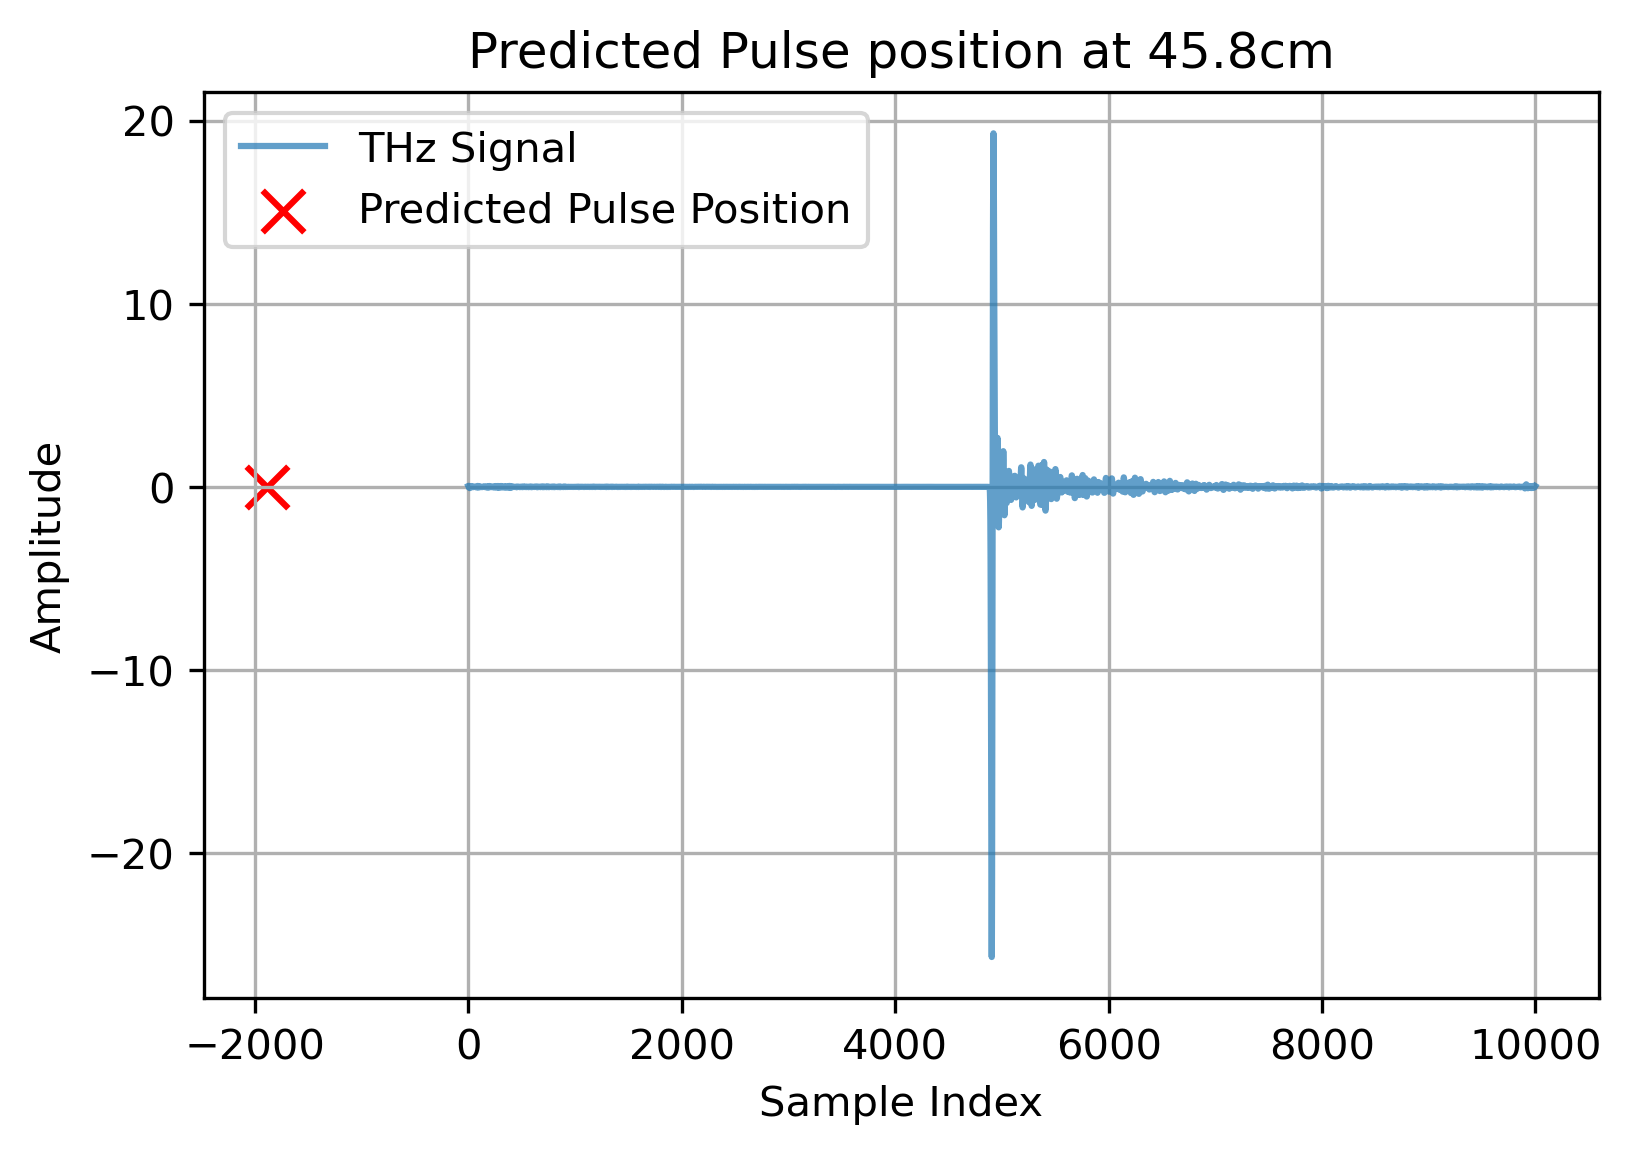 Predicted Pulse position at 45.8cm
THz Signal
Predicted Pulse Position
20
10
0
−10
−20
Amplitude
−2000 0 2000 4000 6000 8000 10000
Sample Index